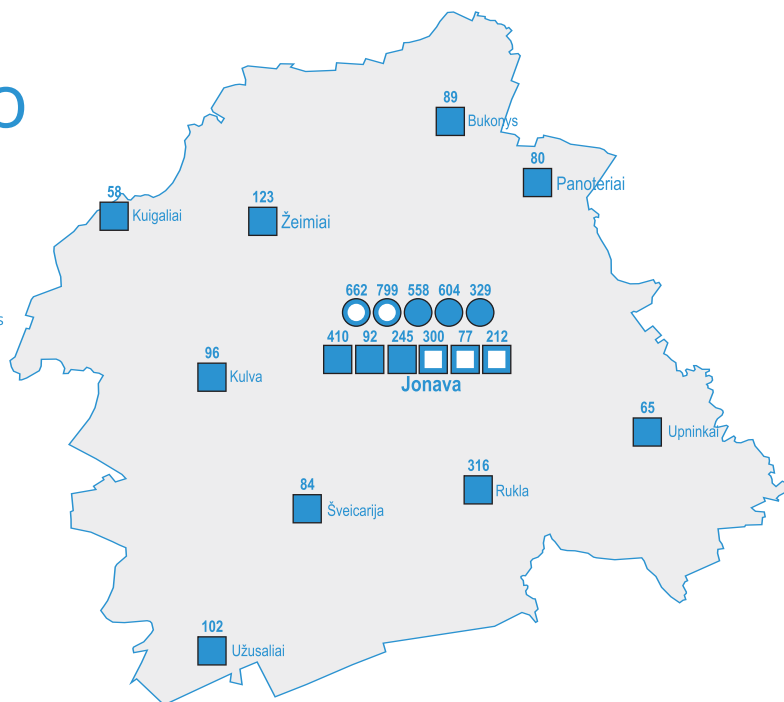 o
s
89
Bukonys
80
Panoteriai
58
Kuigaliai
123
Žeimiai
662 799 558 604 329
410 92 245 300 77 212
Jonava
96
Kulva
65
Upninkai
316
Rukla
84
Šveicarija
102
Užusaliai